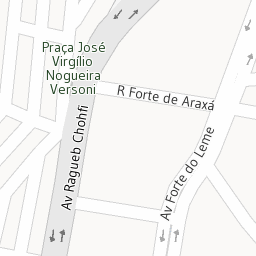 Praça José
Virgílio
Nogueira
Versoni
R Forte de Araxá
Av Ragueb Chohfi
Av Forte do Leme